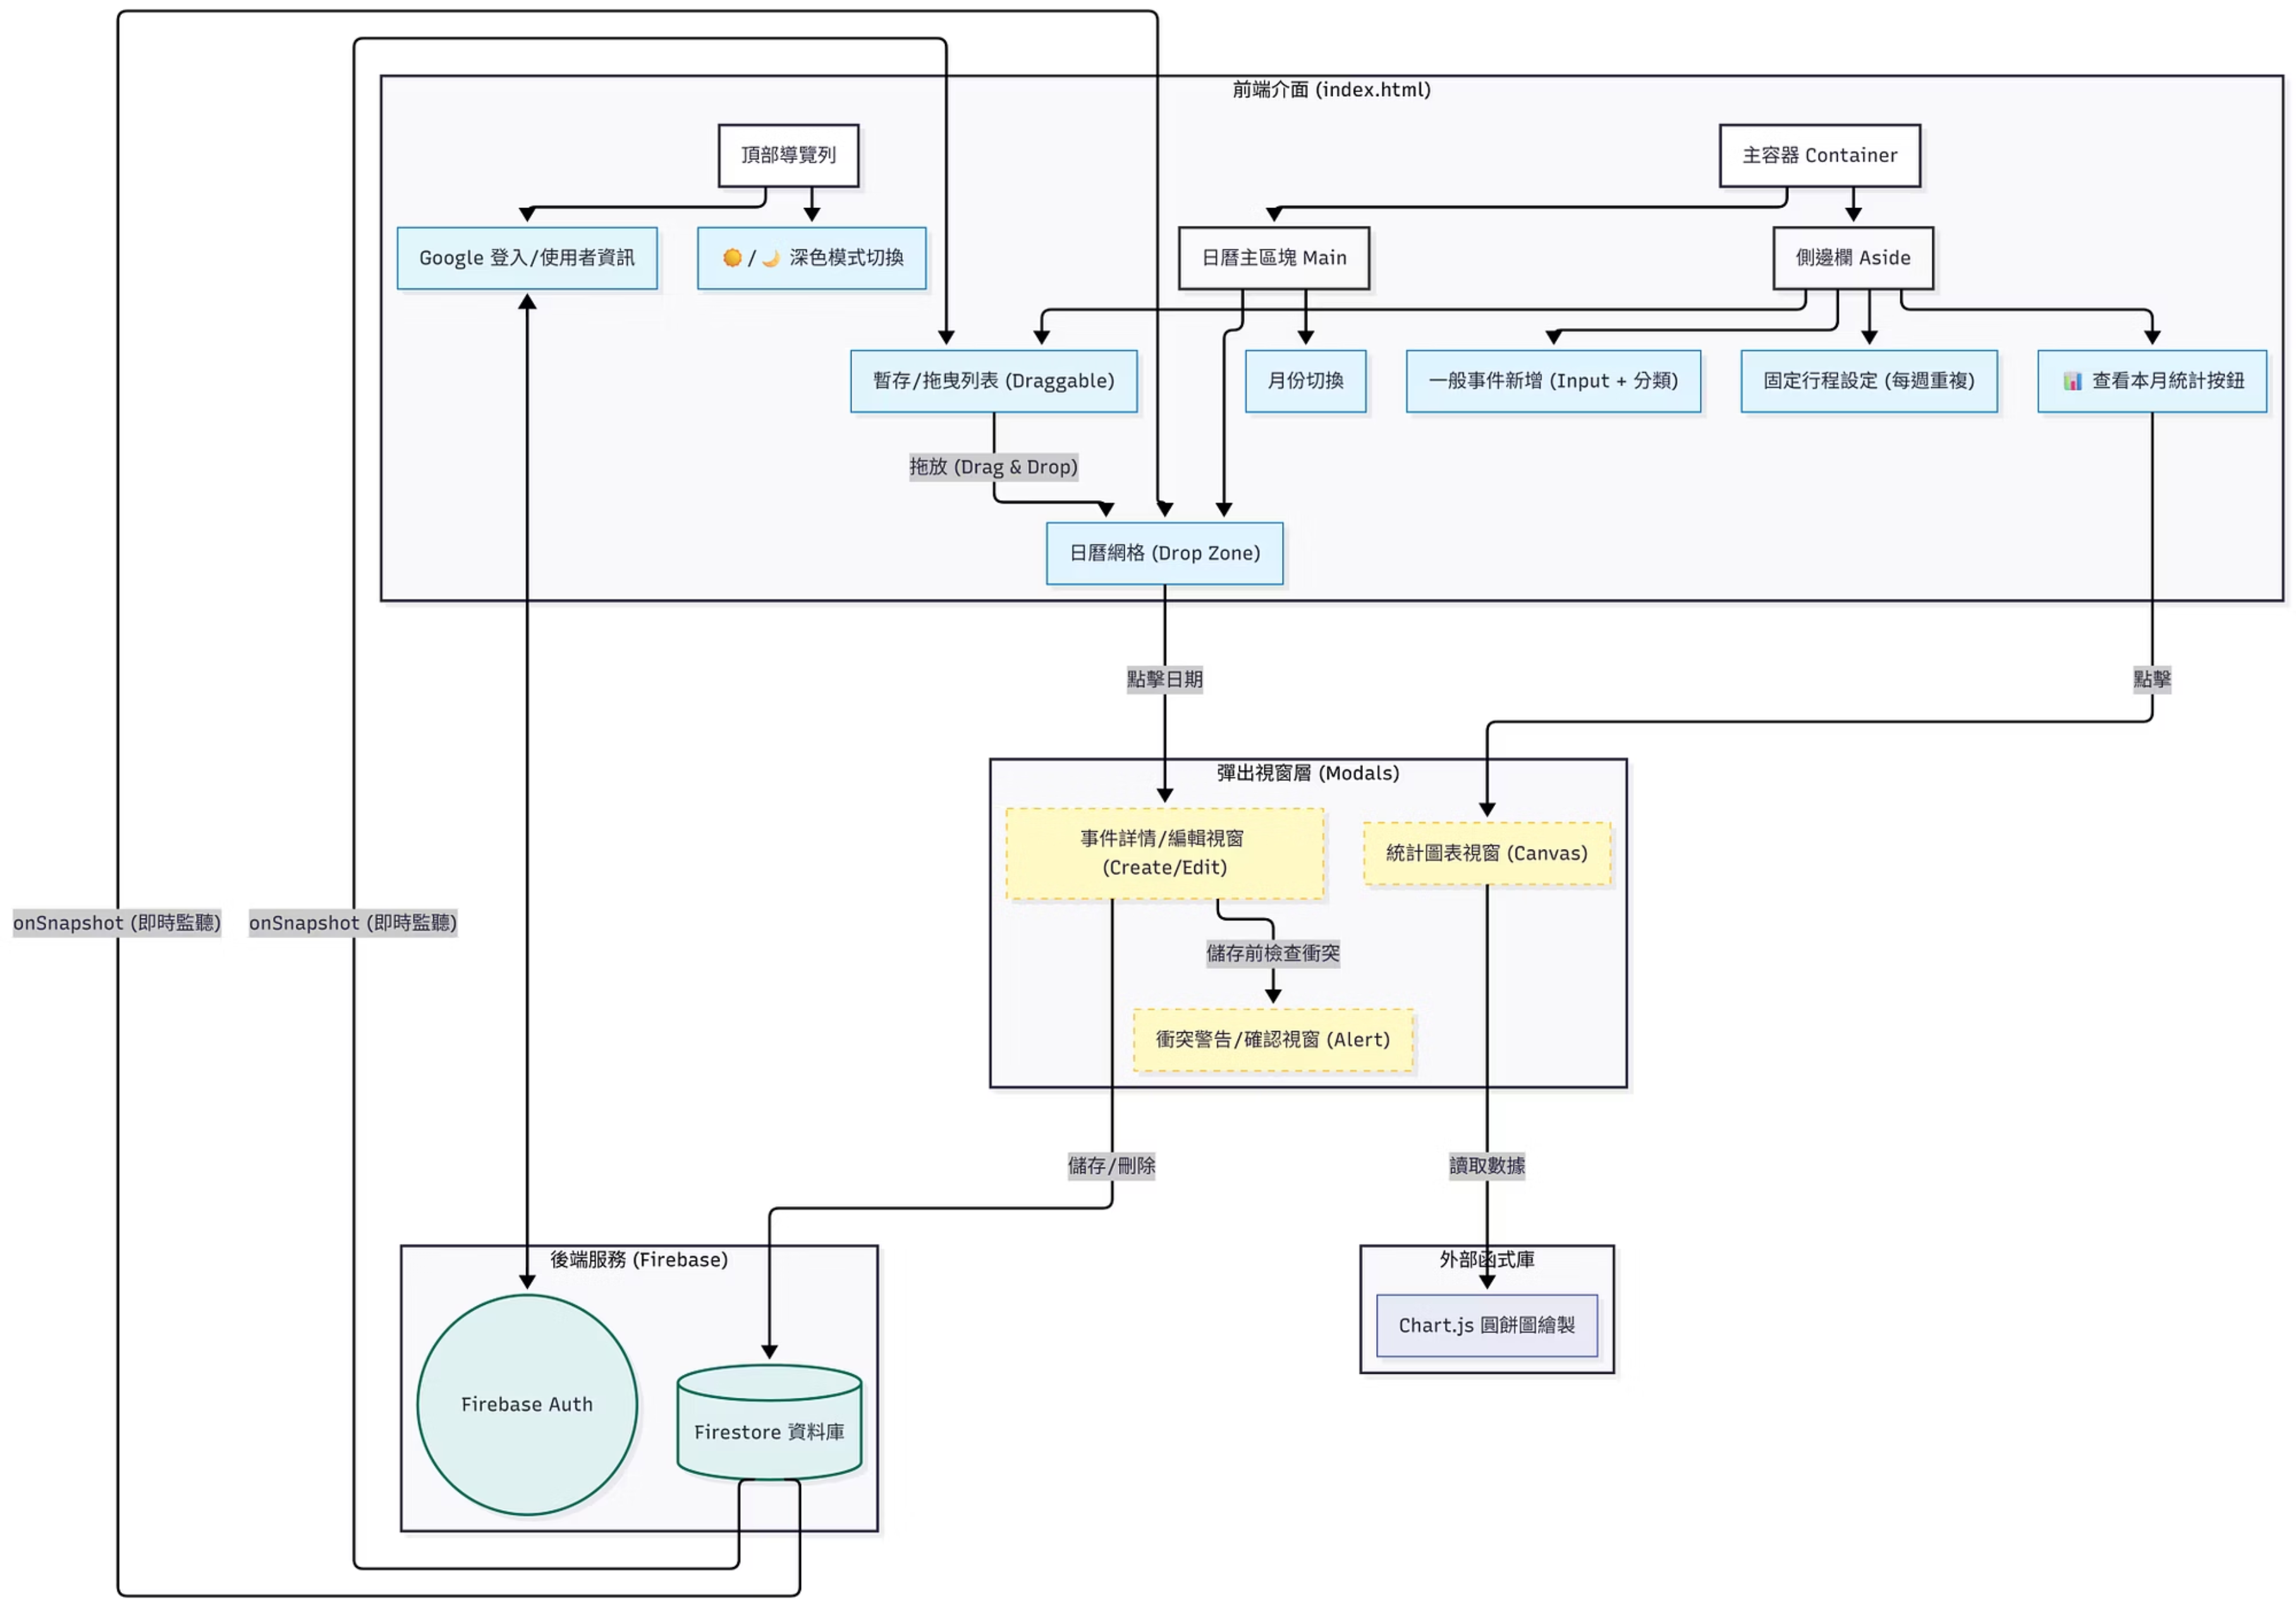 前端介面 (index.html)
頂部導覽列
主容器 Container
Google 登入/使用者資訊
🌞 / 🌙 深色模式切換
日曆主區塊 Main
側邊欄 Aside
暫存/拖曳列表 (Draggable)
月份切換
一般事件新增 (Input + 分類)
固定行程設定 (每週重複)
📊 查看本月統計按鈕
拖放 (Drag & Drop)
日曆網格 (Drop Zone)
點擊日期
點擊
彈出視窗層 (Modals)
事件詳情/編輯視窗
(Create/Edit)
統計圖表視窗 (Canvas)
onSnapshot (即時監聽)
onSnapshot (即時監聽)
儲存前檢查衝突
衝突警告/確認視窗 (Alert)
儲存/刪除
讀取數據
後端服務 (Firebase)
外部函式庫
Chart.js 圓餅圖繪製
Firebase Auth
Firestore 資料庫